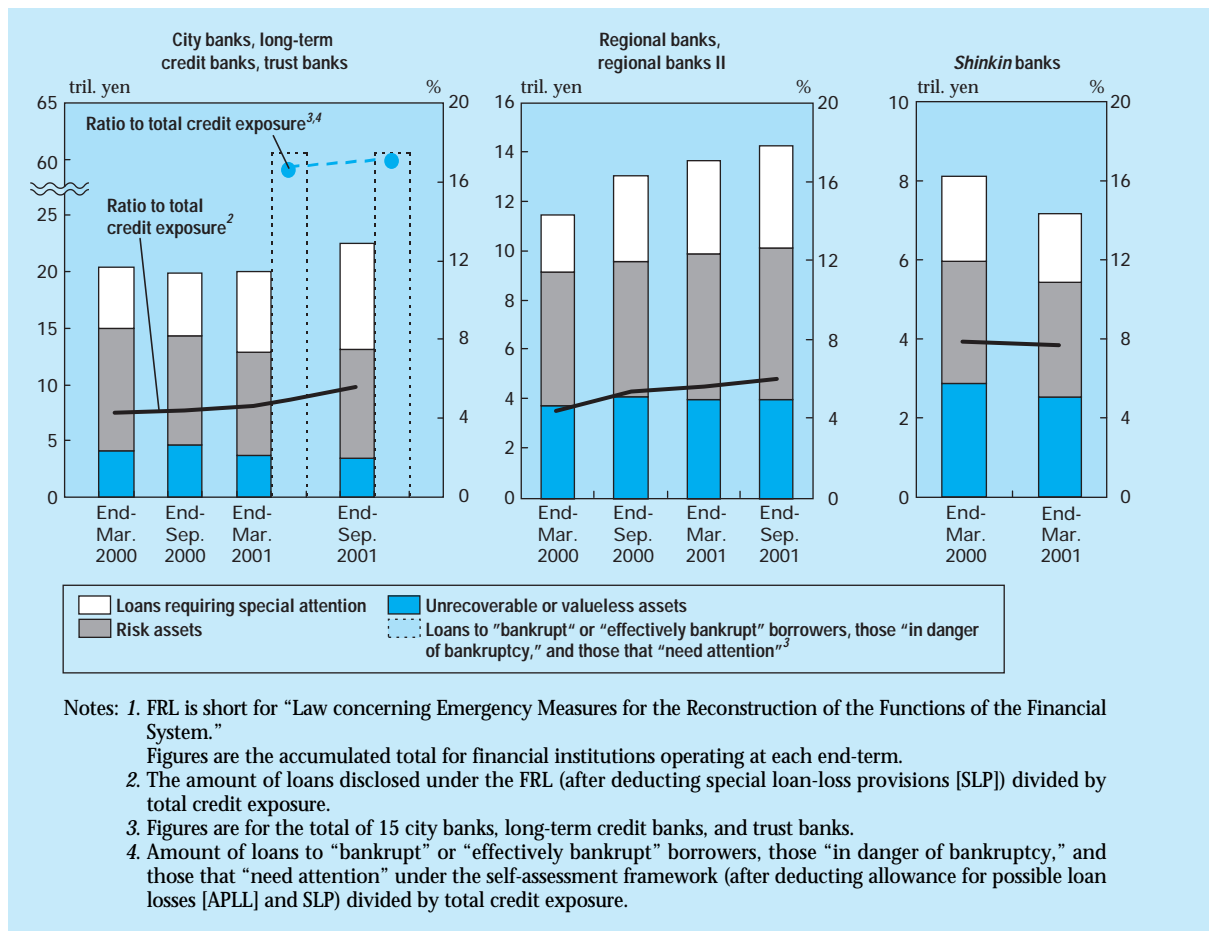 City banks, long-term
credit banks, trust banks
tril. yen %
65
60
25
20
15
10
5
0
20
16
12
8
4
0
Ratio to total credit exposure3,4
Ratio to total
credit exposure2
End-
Mar.
2000
End-
Sep.
2000
End-
Mar.
2001
End-
Sep.
2001
Regional banks,
regional banks II
tril. yen %
16
14
12
10
8
6
4
2
0
20
16
12
8
4
0
End-
Mar.
2000
End-
Sep.
2000
End-
Mar.
2001
End-
Sep.
2001
Shinkin banks
tril. yen %
10
8
6
4
2
0
20
16
12
8
4
0
End-
Mar.
2000
End-
Mar.
2001
Loans requiring special attention
Risk assets
Unrecoverable or valueless assets
Loans to ”bankrupt“ or “effectively bankrupt” borrowers, those “in danger
of bankruptcy,” and those that “need attention”3
Notes: 1. FRL is short for “Law concerning Emergency Measures for the Reconstruction of the Functions of the Financial
System.”
Figures are the accumulated total for financial institutions operating at each end-term.
2. The amount of loans disclosed under the FRL (after deducting special loan-loss provisions [SLP]) divided by
total credit exposure.
3. Figures are for the total of 15 city banks, long-term credit banks, and trust banks.
4. Amount of loans to “bankrupt” or “effectively bankrupt” borrowers, those “in danger of bankruptcy,” and
those that “need attention” under the self-assessment framework (after deducting allowance for possible loan
losses [APLL] and SLP) divided by total credit exposure.